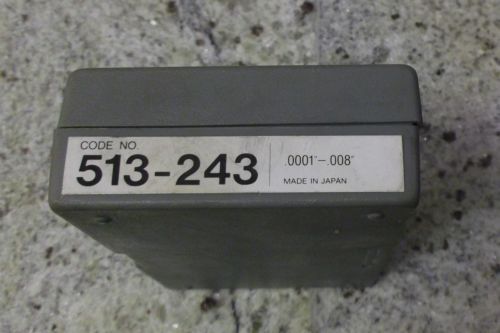 CODE NO.
513-243
.0001"-.008"
MADE IN JAPAN